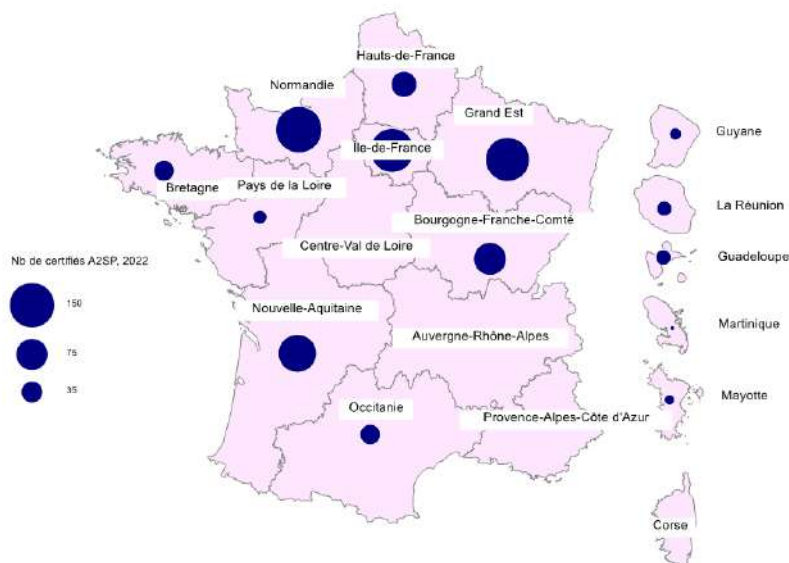 Hauts-de-France
Normandie
Grand Est
Ile-de-France
Guyane
Bretagne
Pays de la Loire
La Réunion
Bourgogne-Franche-Comté
Centre-Val de Loire
Guadeloupe
Nb de certifiés A2SP, 2022
150
75
35
Nouvelle-Aquitaine
Auvergne-Rhône-Alpes
Martinique
Mayotte
Occitanie
Provence-Alpes-Côte d'Azur
Corse